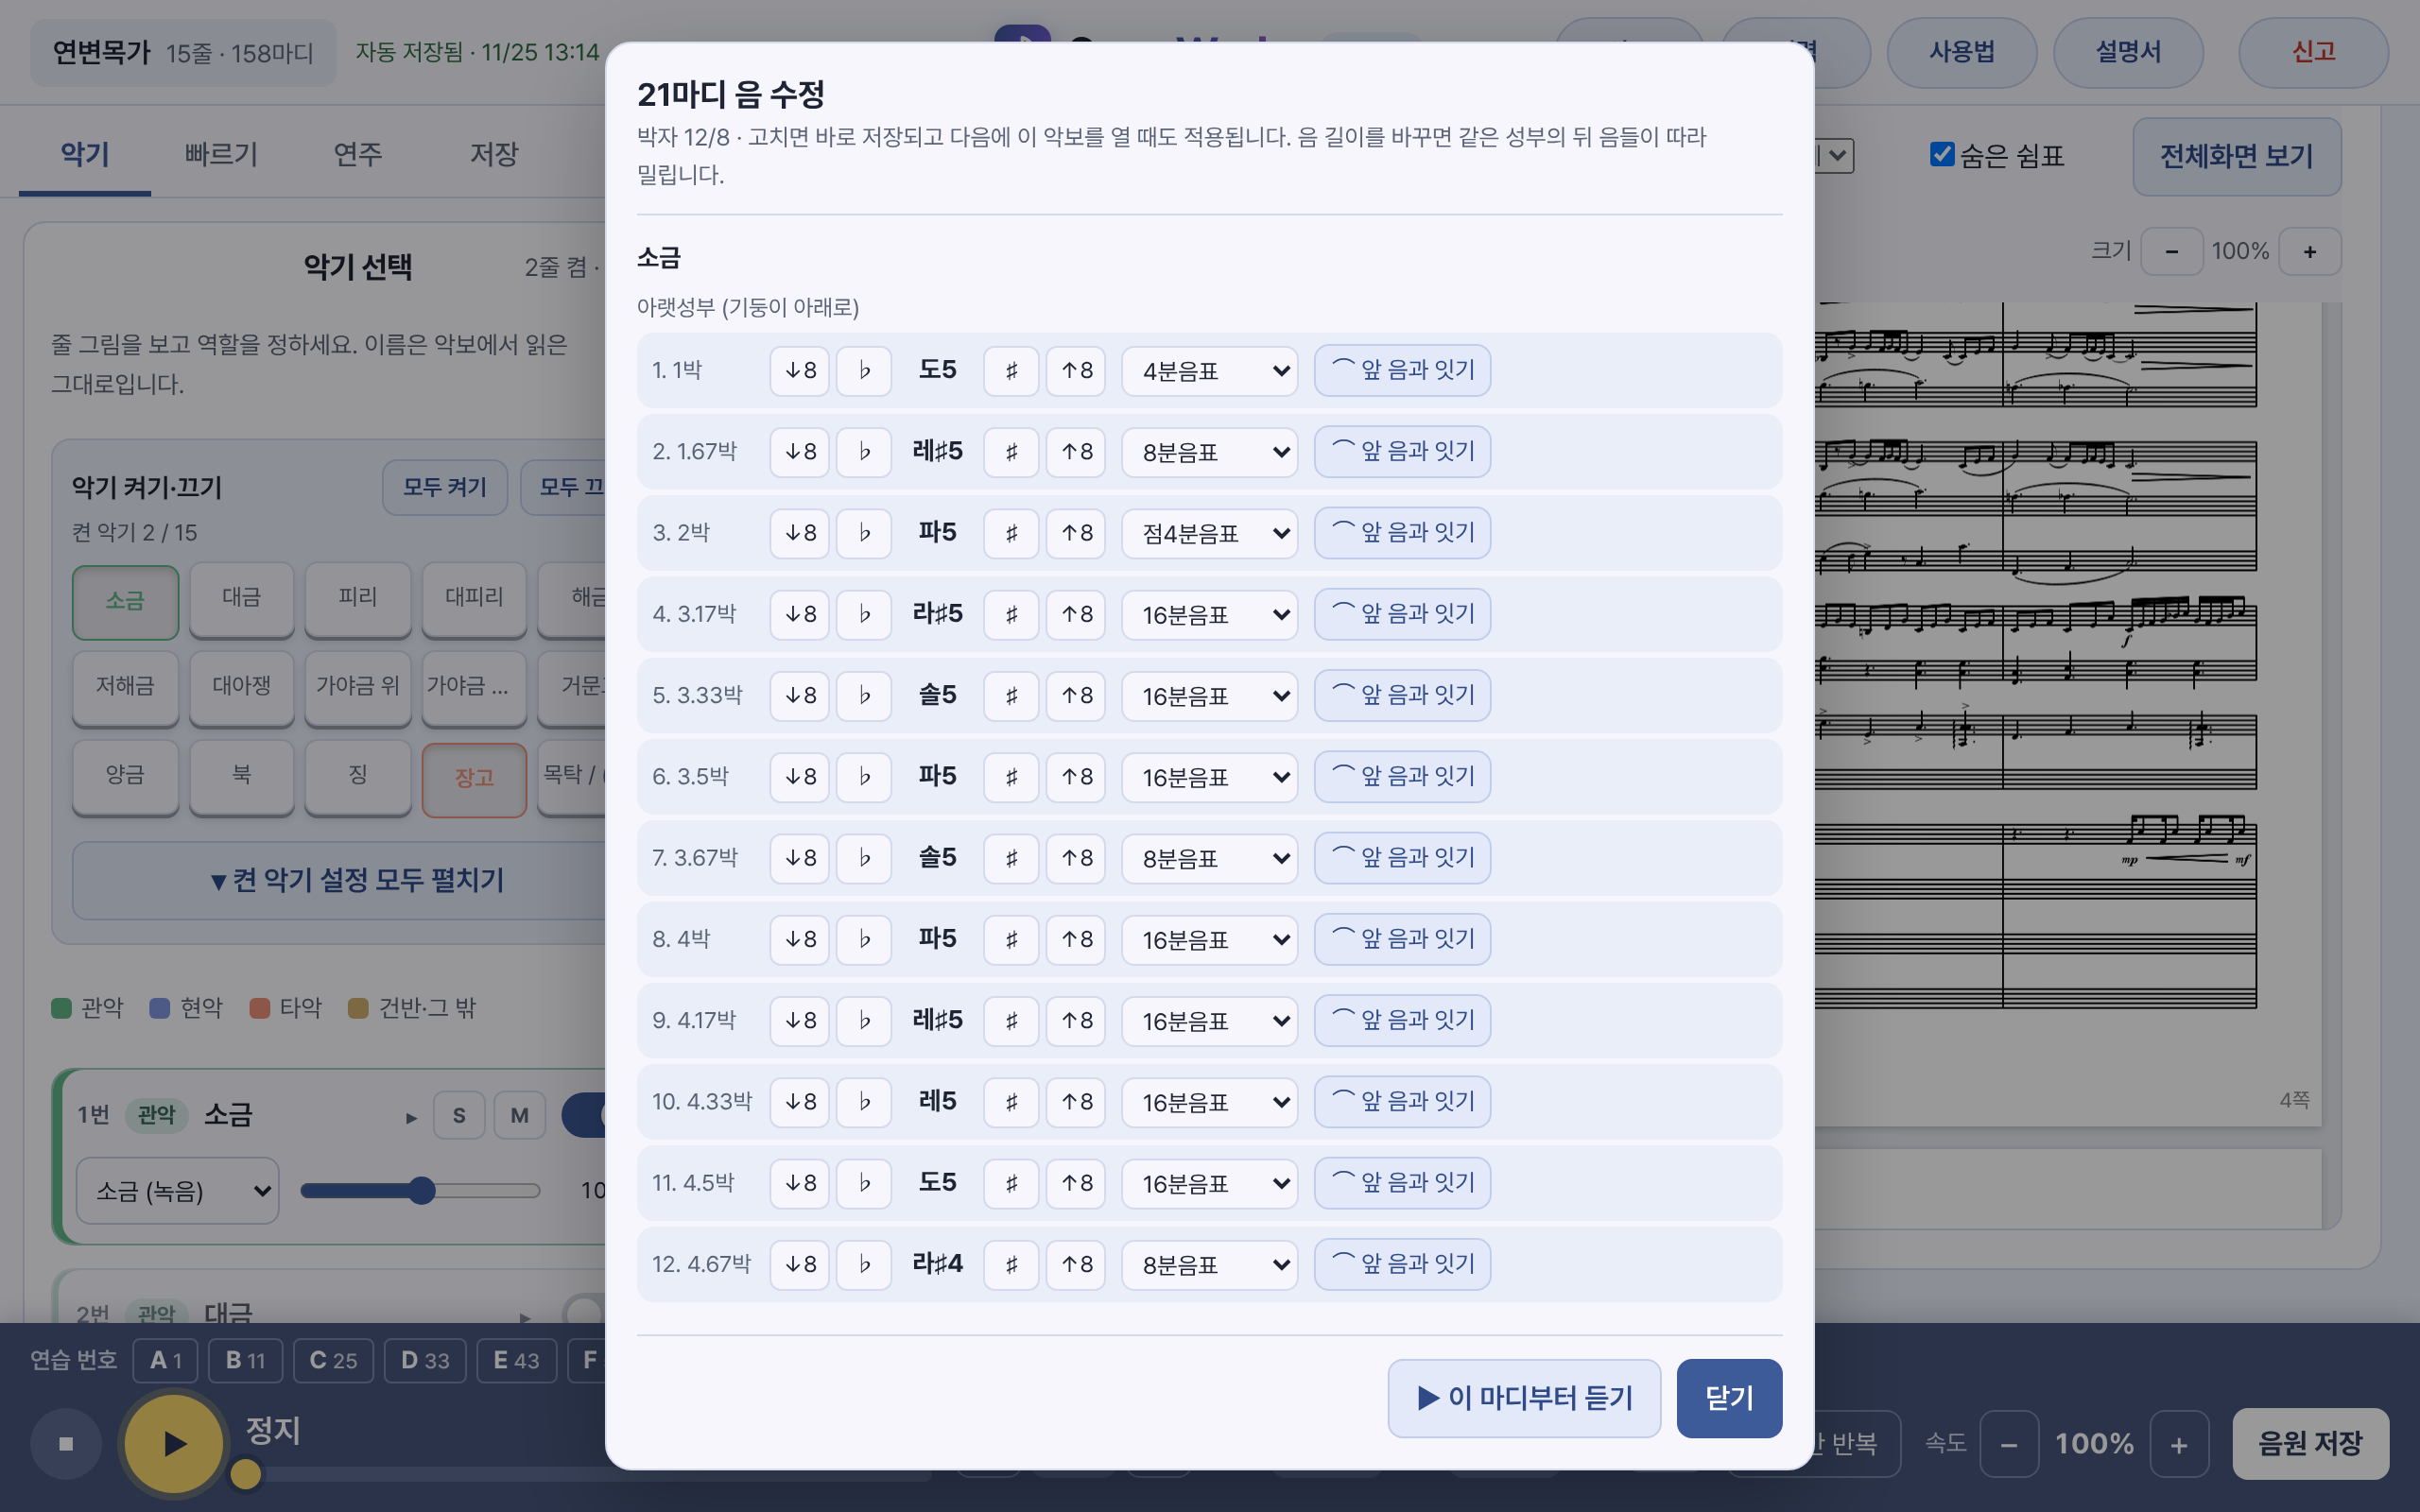 연변목가 15줄 · 158마디 자동 저장됨 · 11/25 13:14
사용법 설명서 신고
악기 빠르기 연주 저장
숨은 쉼표 전체화면 보기
크기 − 100% +
악기 선택 2줄 켬 ·
줄 그림을 보고 역할을 정하세요. 이름은 악보에서 읽은
그대로입니다.
악기 켜기·끄기 모두 켜기
켠 악기 2 / 15
소금 대금 피리 대피리
저해금 대아쟁 가야금 위 가야금 ...
양금 북 징 장고 목탁 /
▼ 켠 악기 설정 모두 펼치기
관악 현악 타악 건반·그 밖
1번 관악 소금 ▸ S M
소금 (녹음)
2번 관악 대금 ▸
4쪽
mp mf
f
21마디 음 수정
박자 12/8 · 고치면 바로 저장되고 다음에 이 악보를 열 때도 적용됩니다. 음 길이를 바꾸면 같은 성부의 뒤 음들이 따라
밀립니다.
소금
아랫성부 (기둥이 아래로)
1. 1박 ↓8 ♭ 도5 ♯ ↑8 4분음표 ⌒ 앞 음과 잇기
2. 1.67박 ↓8 ♭ 레♯5 ♯ ↑8 8분음표 ⌒ 앞 음과 잇기
3. 2박 ↓8 ♭ 파5 ♯ ↑8 점4분음표 ⌒ 앞 음과 잇기
4. 3.17박 ↓8 ♭ 라♯5 ♯ ↑8 16분음표 ⌒ 앞 음과 잇기
5. 3.33박 ↓8 ♭ 솔5 ♯ ↑8 16분음표 ⌒ 앞 음과 잇기
6. 3.5박 ↓8 ♭ 파5 ♯ ↑8 16분음표 ⌒ 앞 음과 잇기
7. 3.67박 ↓8 ♭ 솔5 ♯ ↑8 8분음표 ⌒ 앞 음과 잇기
8. 4박 ↓8 ♭ 파5 ♯ ↑8 16분음표 ⌒ 앞 음과 잇기
9. 4.17박 ↓8 ♭ 레♯5 ♯ ↑8 16분음표 ⌒ 앞 음과 잇기
10. 4.33박 ↓8 ♭ 레5 ♯ ↑8 16분음표 ⌒ 앞 음과 잇기
11. 4.5박 ↓8 ♭ 도5 ♯ ↑8 16분음표 ⌒ 앞 음과 잇기
12. 4.67박 ↓8 ♭ 라♯4 ♯ ↑8 8분음표 ⌒ 앞 음과 잇기
▶ 이 마디부터 듣기 닫기
연습 번호 A 1 B 11 C 25 D 33 E 43 F
정지
반복 속도 − 100% + 음원 저장